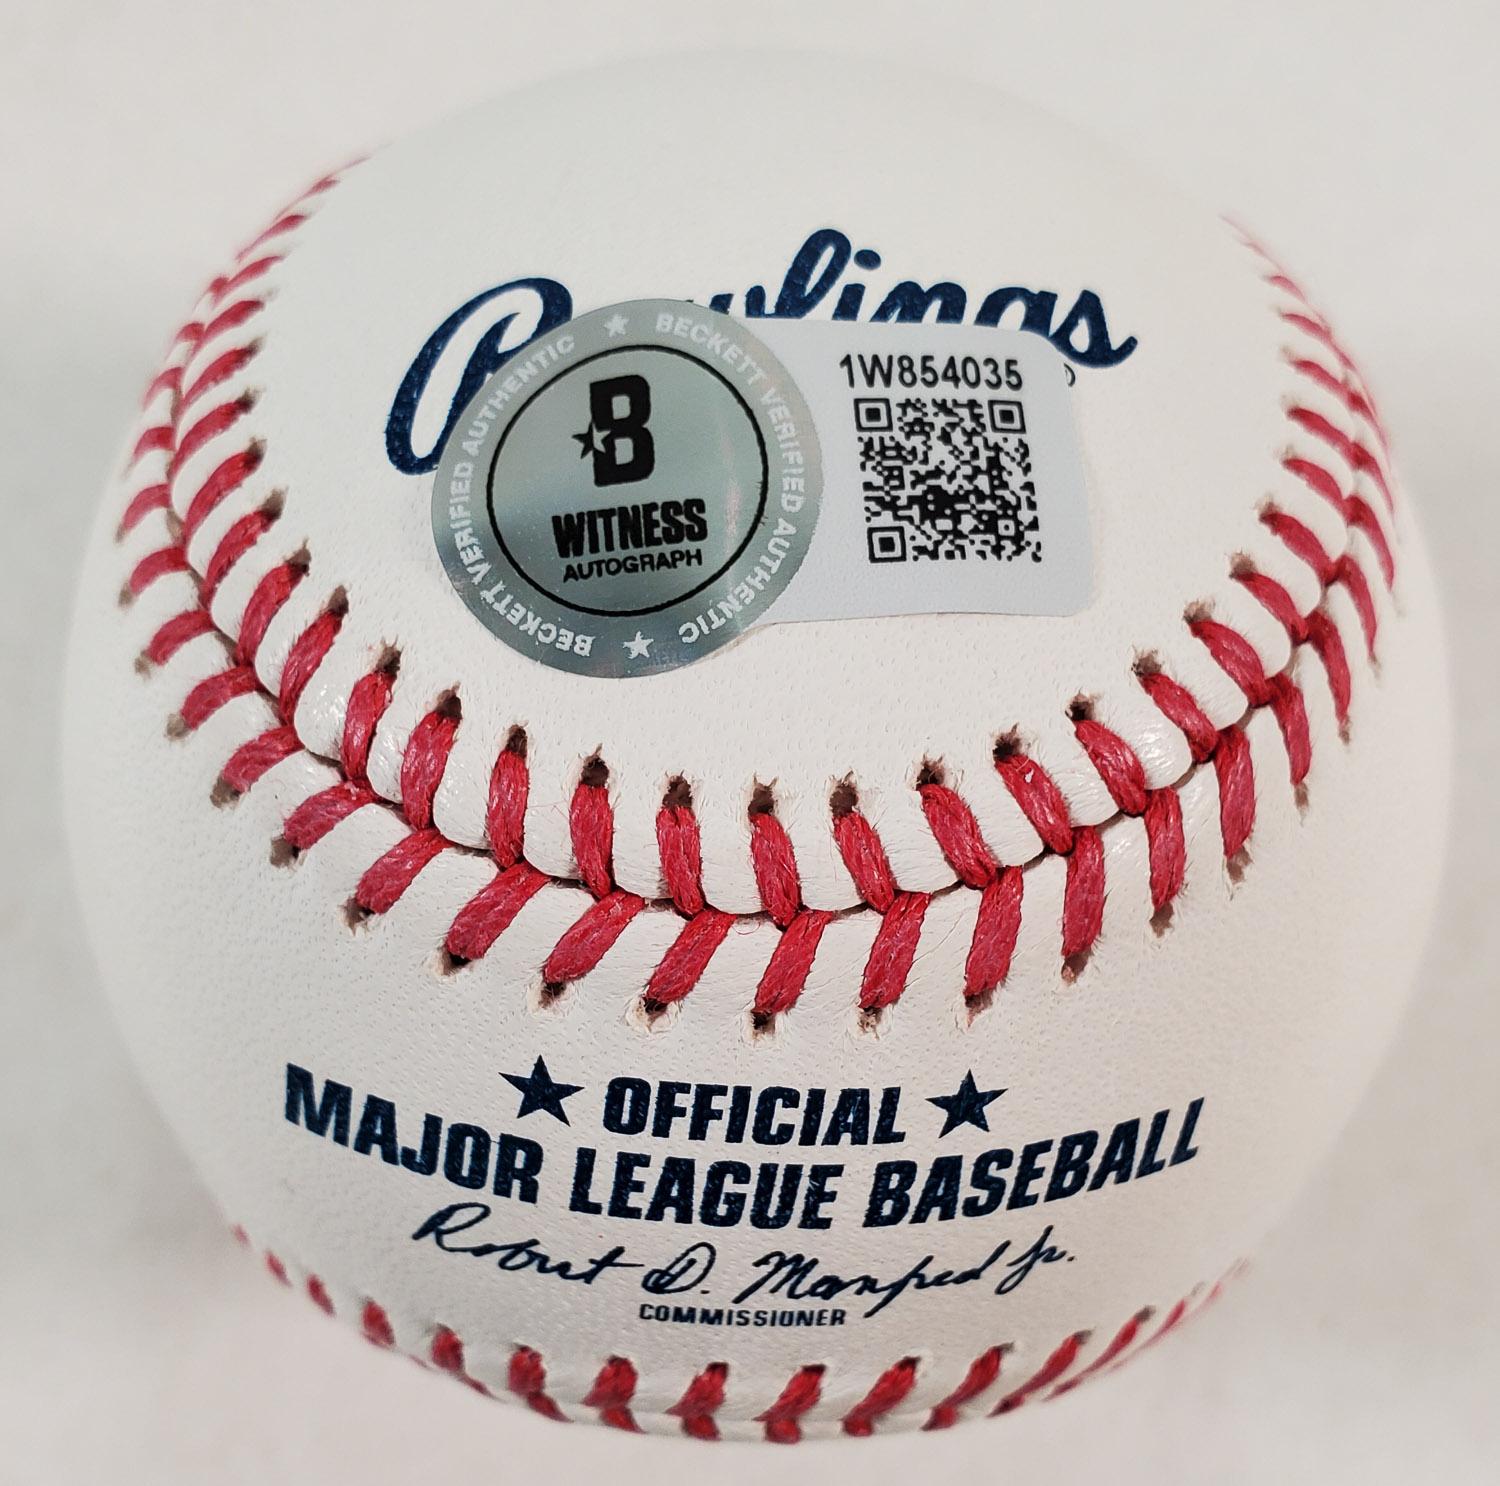 Rawlings
BECKETT VERIFIED AUTHENTIC ★ BECKETT VERIFIED AUTHENTIC ★
B
WITNESS
AUTOGRAPH
1W854035
★ OFFICIAL ★
MAJOR LEAGUE BASEBALL
Robert D. Manfred Jr.
COMMISSIONER